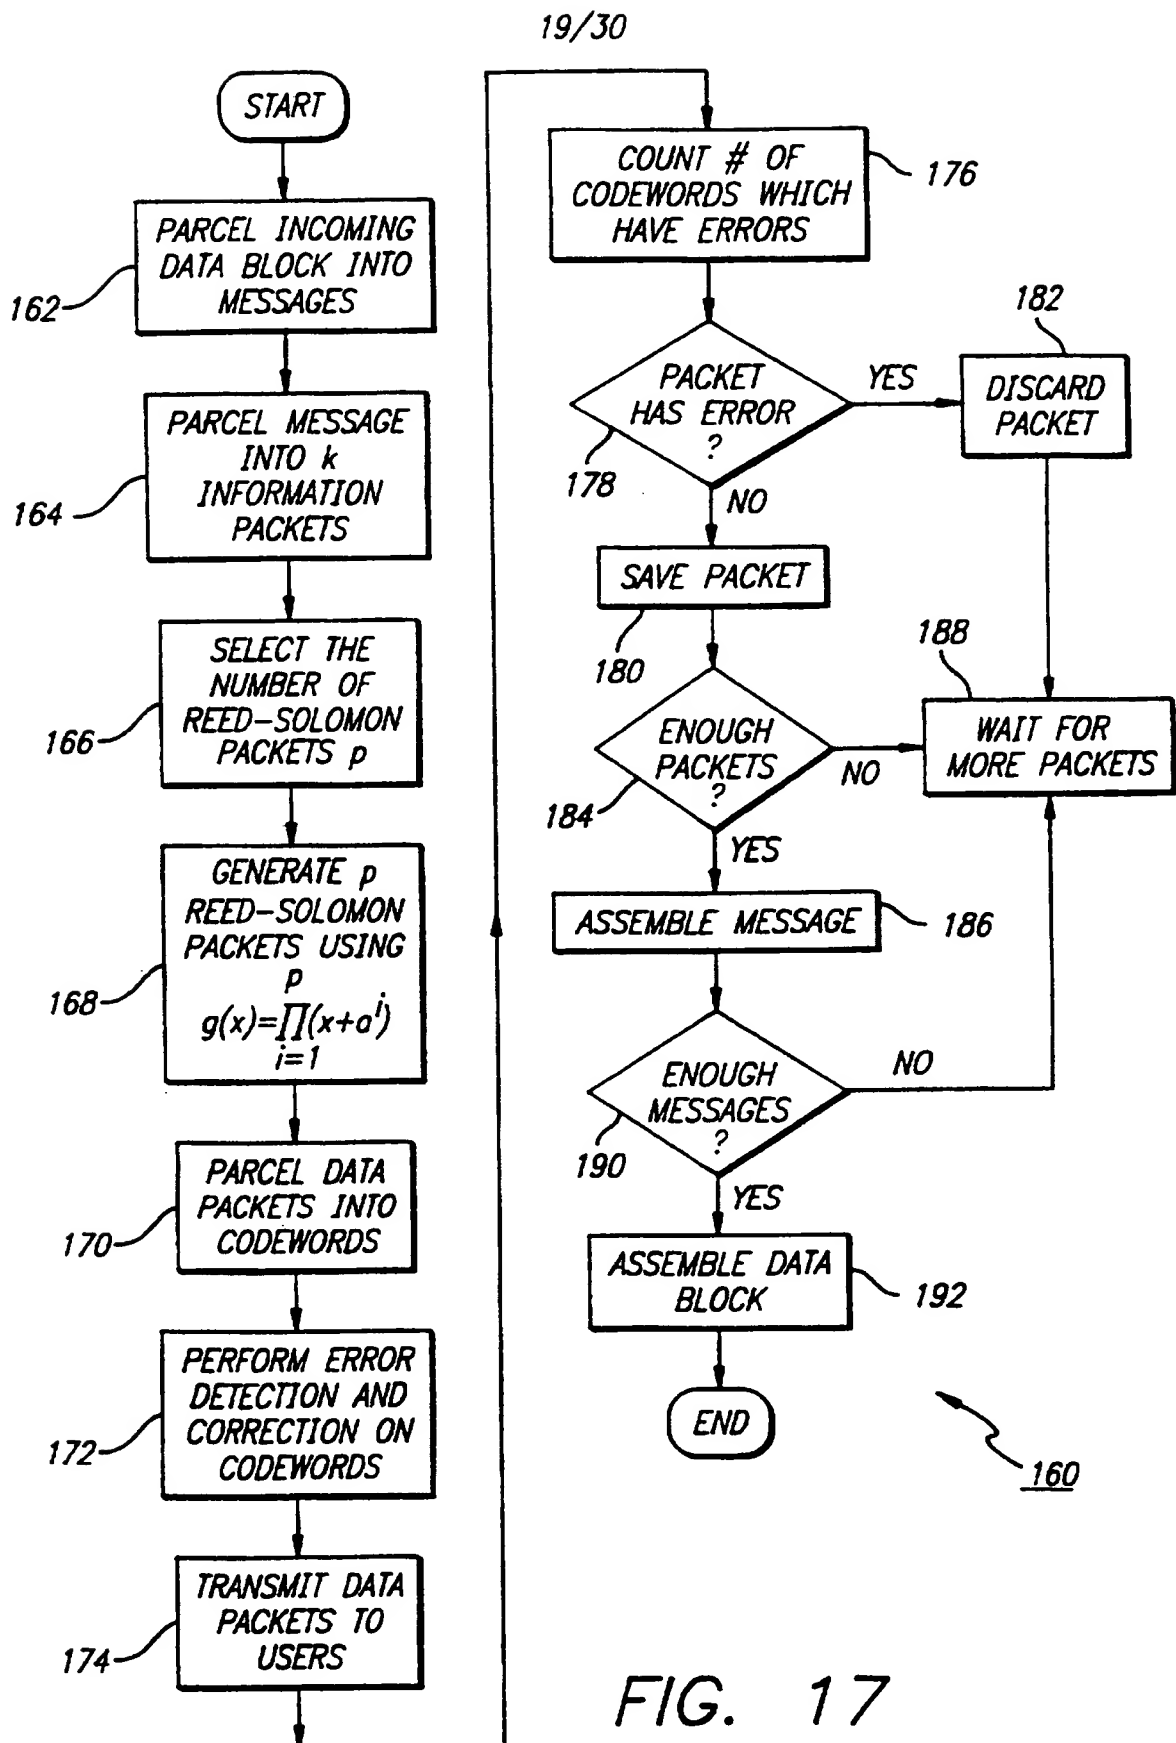 19/30
START
PARCEL INCOMING
DATA BLOCK INTO
MESSAGES
162
PARCEL MESSAGE
INTO k
INFORMATION
PACKETS
164
SELECT THE
NUMBER OF
REED-SOLOMON
PACKETS p
166
GENERATE p
REED-SOLOMON
PACKETS USING
p
g(x)=∏(x+a^i)
i=1
168
PARCEL DATA
PACKETS INTO
CODEWORDS
170
PERFORM ERROR
DETECTION AND
CORRECTION ON
CODEWORDS
172
TRANSMIT DATA
PACKETS TO
USERS
174
COUNT # OF
CODEWORDS WHICH
HAVE ERRORS
176
PACKET
HAS ERROR
?
178
YES
182
DISCARD
PACKET
NO
SAVE PACKET
180
ENOUGH
PACKETS
?
184
NO
188
WAIT FOR
MORE PACKETS
YES
ASSEMBLE MESSAGE
186
ENOUGH
MESSAGES
?
190
NO
YES
ASSEMBLE DATA
BLOCK
192
END
160
FIG. 17